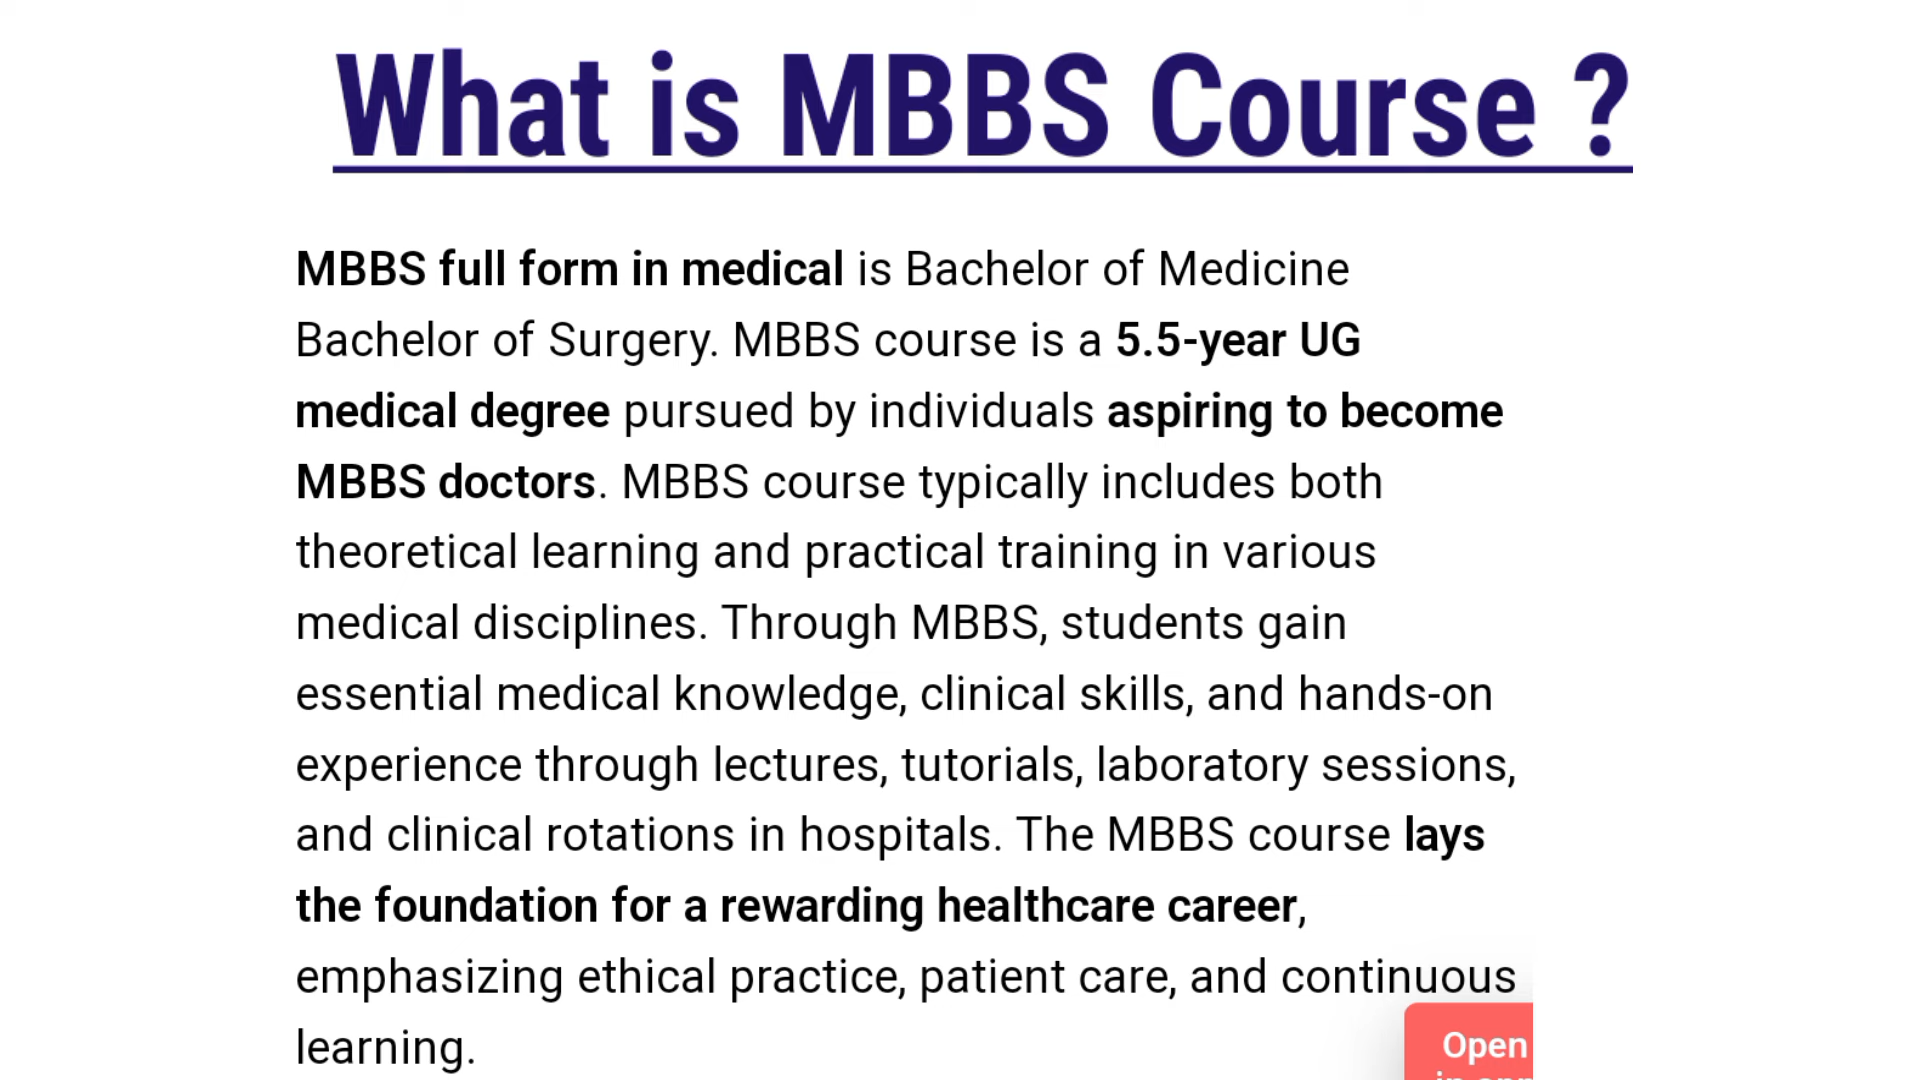 What is MBBS Course ?
MBBS full form in medical is Bachelor of Medicine
Bachelor of Surgery. MBBS course is a 5.5-year UG
medical degree pursued by individuals aspiring to become
MBBS doctors. MBBS course typically includes both
theoretical learning and practical training in various
medical disciplines. Through MBBS, students gain
essential medical knowledge, clinical skills, and hands-on
experience through lectures, tutorials, laboratory sessions,
and clinical rotations in hospitals. The MBBS course lays
the foundation for a rewarding healthcare career,
emphasizing ethical practice, patient care, and continuous
learning.
Open